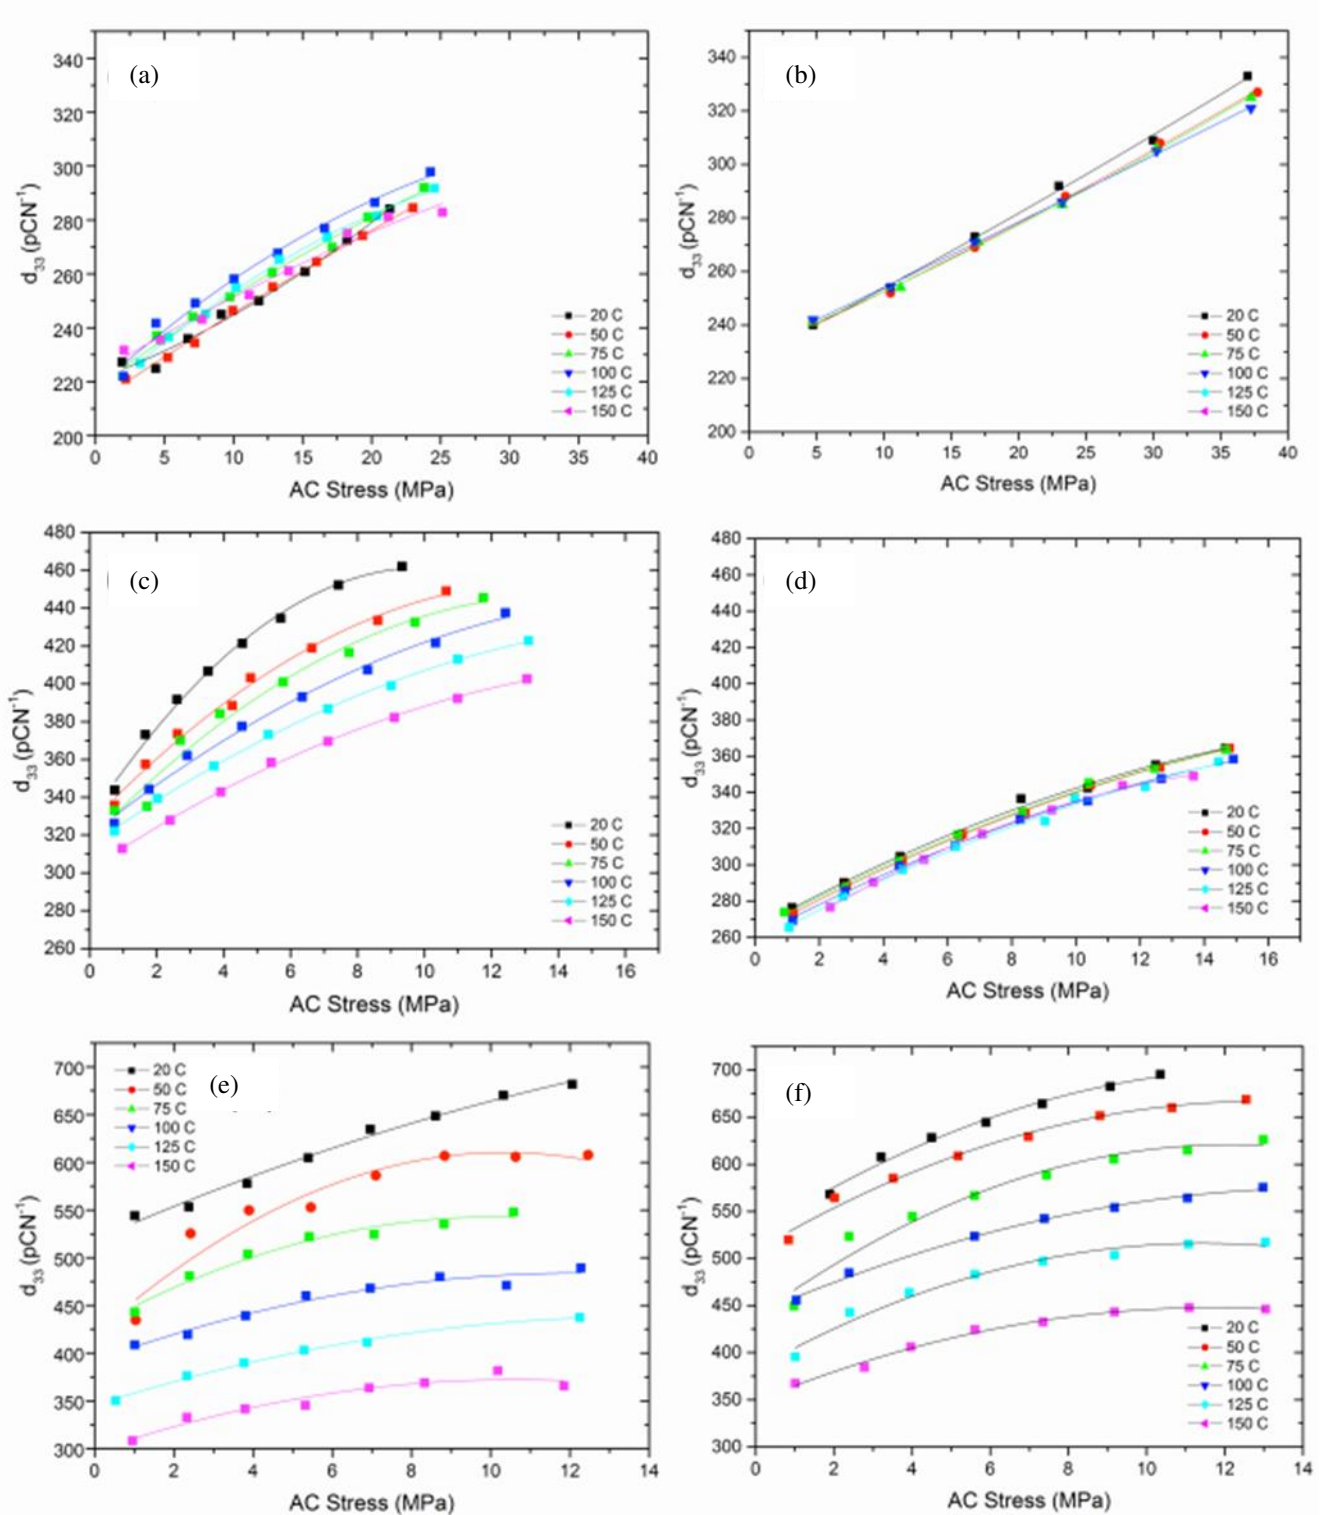 (a)
340
320
300
280
260
240
220
200
d33 (pCN-1)
20 C
50 C
75 C
100 C
125 C
150 C
0 5 10 15 20 25 30 35 40
AC Stress (MPa)
(b)
340
320
300
280
260
240
220
200
d33 (pCN-1)
20 C
50 C
75 C
100 C
125 C
150 C
0 5 10 15 20 25 30 35 40
AC Stress (MPa)
(c)
480
460
440
420
400
380
360
340
320
300
280
260
d33 (pCN-1)
20 C
50 C
75 C
100 C
125 C
150 C
0 2 4 6 8 10 12 14 16
AC Stress (MPa)
(d)
480
460
440
420
400
380
360
340
320
300
280
260
d33 (pCN-1)
20 C
50 C
75 C
100 C
125 C
150 C
0 2 4 6 8 10 12 14 16
AC Stress (MPa)
(e)
20 C
50 C
75 C
100 C
125 C
150 C
700
650
600
550
500
450
400
350
300
d33 (pCN-1)
0 2 4 6 8 10 12 14
AC Stress (MPa)
(f)
700
650
600
550
500
450
400
350
300
d33 (pCN-1)
20 C
50 C
75 C
100 C
125 C
150 C
0 2 4 6 8 10 12 14
AC Stress (MPa)